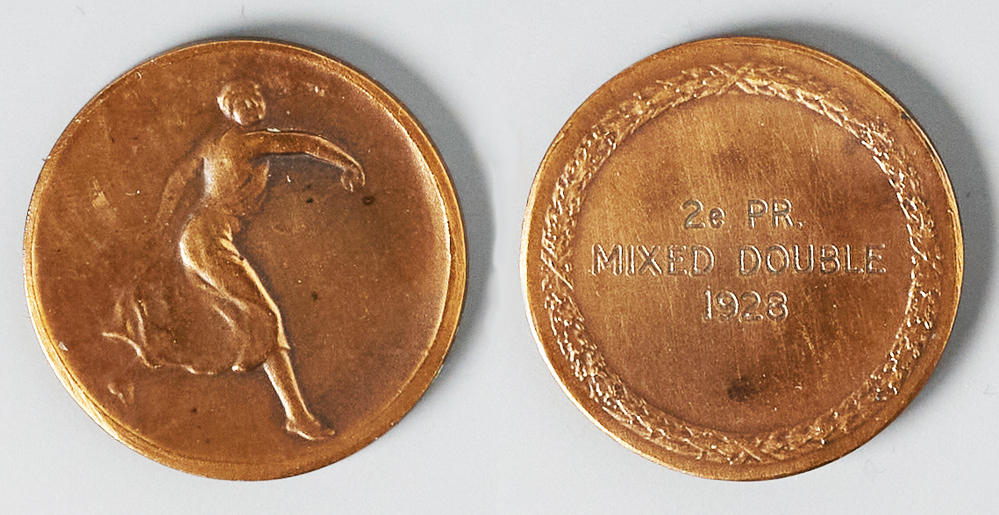 2e PR.
MIXED DOUBLE
1928